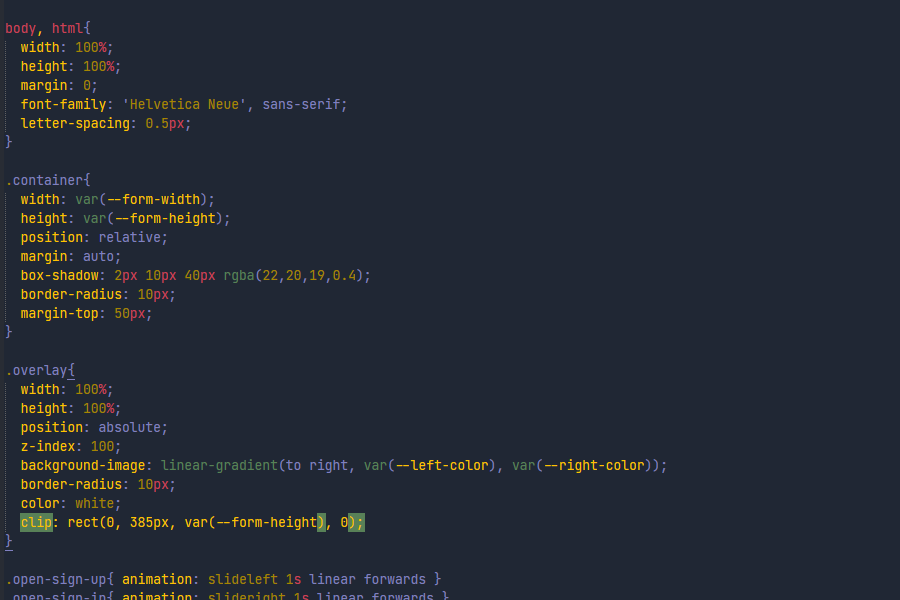 body, html{
width: 100%;
height: 100%;
margin: 0;
font-family: 'Helvetica Neue', sans-serif;
letter-spacing: 0.5px;
}
.container{
width: var(--form-width);
height: var(--form-height);
position: relative;
margin: auto;
box-shadow: 2px 10px 40px rgba(22,20,19,0.4);
border-radius: 10px;
margin-top: 50px;
}
.overlay{
width: 100%;
height: 100%;
position: absolute;
z-index: 100;
background-image: linear-gradient(to right, var(--left-color), var(--right-color));
border-radius: 10px;
color: white;
clip: rect(0, 385px, var(--form-height), 0);
}
.open-sign-up{ animation: slideleft 1s linear forwards }
.open-sign-in{ animation: slideright 1s linear forwards }